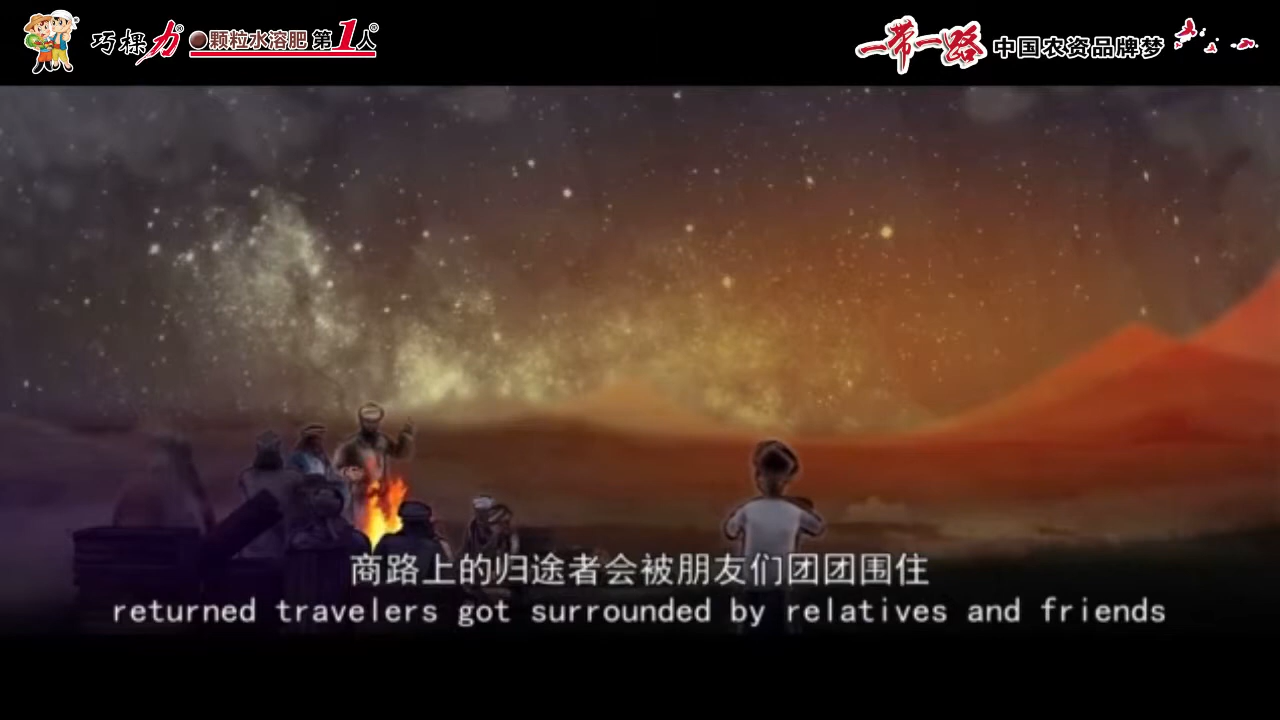 巧棵力 颗粒水溶肥第1人
一带一路 中国农资品牌梦
商路上的归途者会被朋友们团团围住
returned travelers got surrounded by relatives and friends